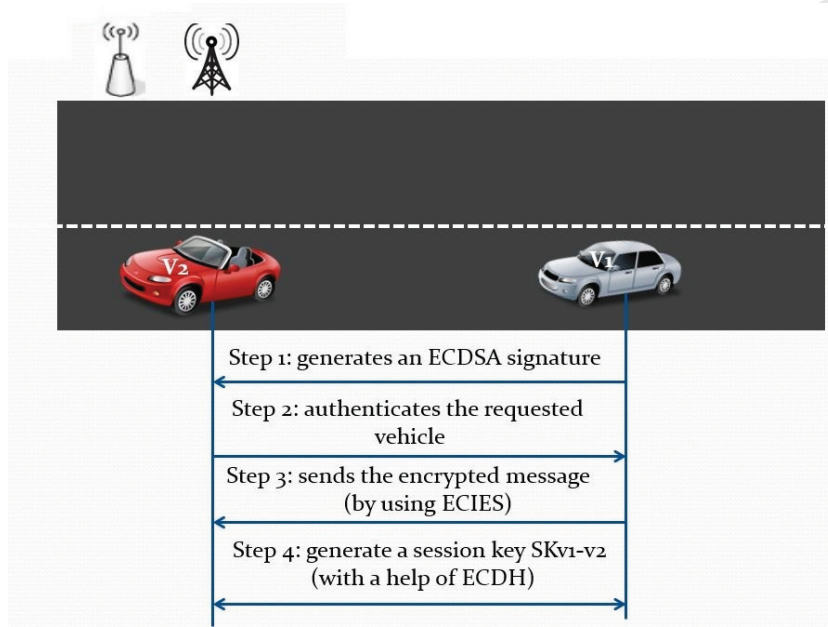 V2
V1
Step 1: generates an ECDSA signature
Step 2: authenticates the requested
vehicle
Step 3: sends the encrypted message
(by using ECIES)
Step 4: generate a session key SKv1-v2
(with a help of ECDH)